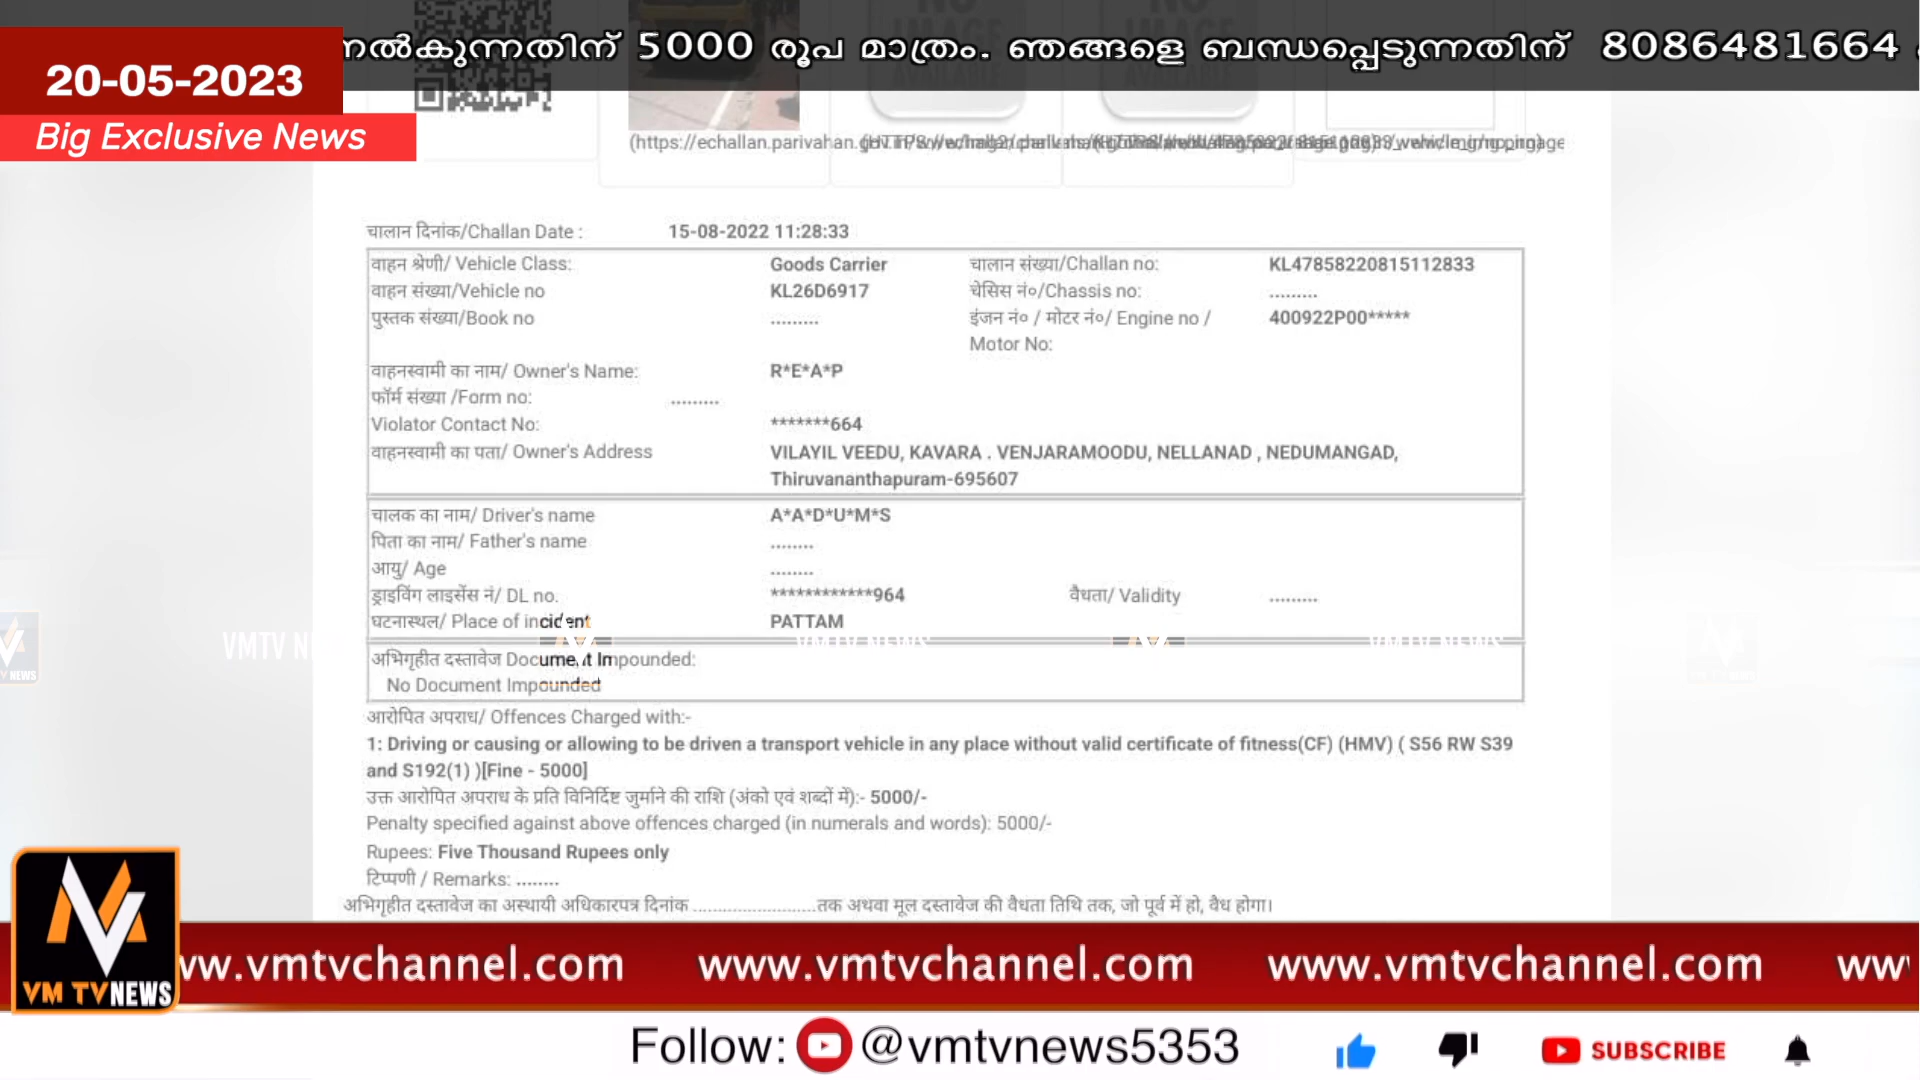 നൽകുന്നതിന് 5000 രൂപ മാത്രം. ഞങ്ങളെ ബന്ധപ്പെടുന്നതിന് 8086481664
20-05-2023
Big Exclusive News
(https://echallan.parivahan.
चालान दिनांक/Challan Date : 15-08-2022 11:28:33
वाहन श्रेणी/ Vehicle Class: Goods Carrier चालान संख्या/Challan no: KL47858220815112833
वाहन संख्या/Vehicle no KL26D6917 चेसिस नं०/Chassis no: .........
पुस्तक संख्या/Book no ......... इंजन नं० / मोटर नं०/ Engine no / 400922P00*****
Motor No:
वाहनस्वामी का नाम/ Owner's Name: R*E*A*P
फॉर्म संख्या /Form no: .........
Violator Contact No: *******664
वाहनस्वामी का पता/ Owner's Address VILAYIL VEEDU, KAVARA . VENJARAMOODU, NELLANAD , NEDUMANGAD,
Thiruvananthapuram-695607
चालक का नाम/ Driver's name A*A*D*U*M*S
पिता का नाम/ Father's name ........
आयु/ Age ........
ड्राइविंग लाइसेंस नं/ DL no. ************964 वैधता/ Validity .........
घटनास्थल/ Place of incident PATTAM
VMTV NEWS VMTV NEWS
अभिगृहीत दस्तावेज Document Impounded:
No Document Impounded
आरोपित अपराध/ Offences Charged with:-
1: Driving or causing or allowing to be driven a transport vehicle in any place without valid certificate of fitness(CF) (HMV) ( S56 RW S39
and S192(1) )[Fine - 5000]
उक्त आरोपित अपराध के प्रति विनिर्दिष्ट जुर्माने की राशि (अंको एवं शब्दों में):- 5000/-
Penalty specified against above offences charged (in numerals and words): 5000/-
Rupees: Five Thousand Rupees only
टिप्पणी / Remarks: ........
अभिगृहीत दस्तावेज का अस्थायी अधिकारपत्र दिनांक .........................तक अथवा मूल दस्तावेज की वैधता तिथि तक, जो पूर्व में हो, वैध होगा।
VM TV NEWS
ww.vmtvchannel.com www.vmtvchannel.com www.vmtvchannel.com ww
Follow: @vmtvnews5353 SUBSCRIBE